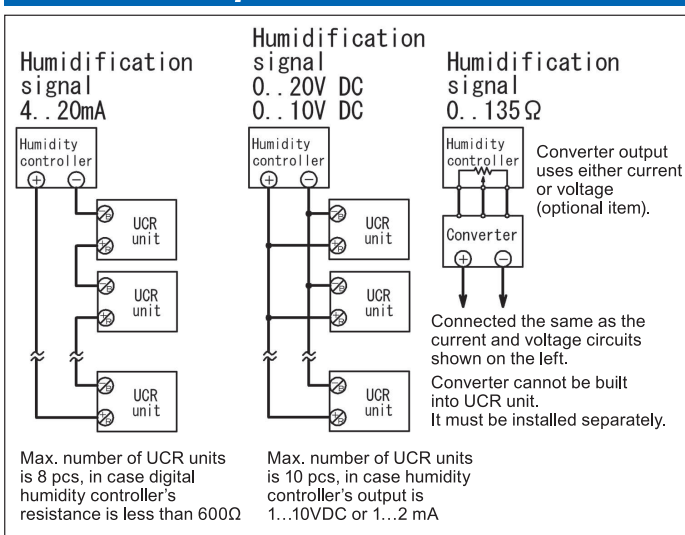 Humidification
signal
4..20mA
Humidity
controller
+ −
UCR
unit
UCR
unit
UCR
unit
Max. number of UCR units
is 8 pcs, in case digital
humidity controller's
resistance is less than 600Ω
Humidification
signal
0..20V DC
0..10V DC
Humidity
controller
+ −
UCR
unit
UCR
unit
UCR
unit
Max. number of UCR units
is 10 pcs, in case humidity
controller's output is
1...10VDC or 1...2 mA
Humidification
signal
0..135Ω
Humidity
controller
Converter output
uses either current
or voltage
(optional item).
Converter
+ −
Connected the same as the
current and voltage circuits
shown on the left.
Converter cannot be built
into UCR unit.
It must be installed separately.